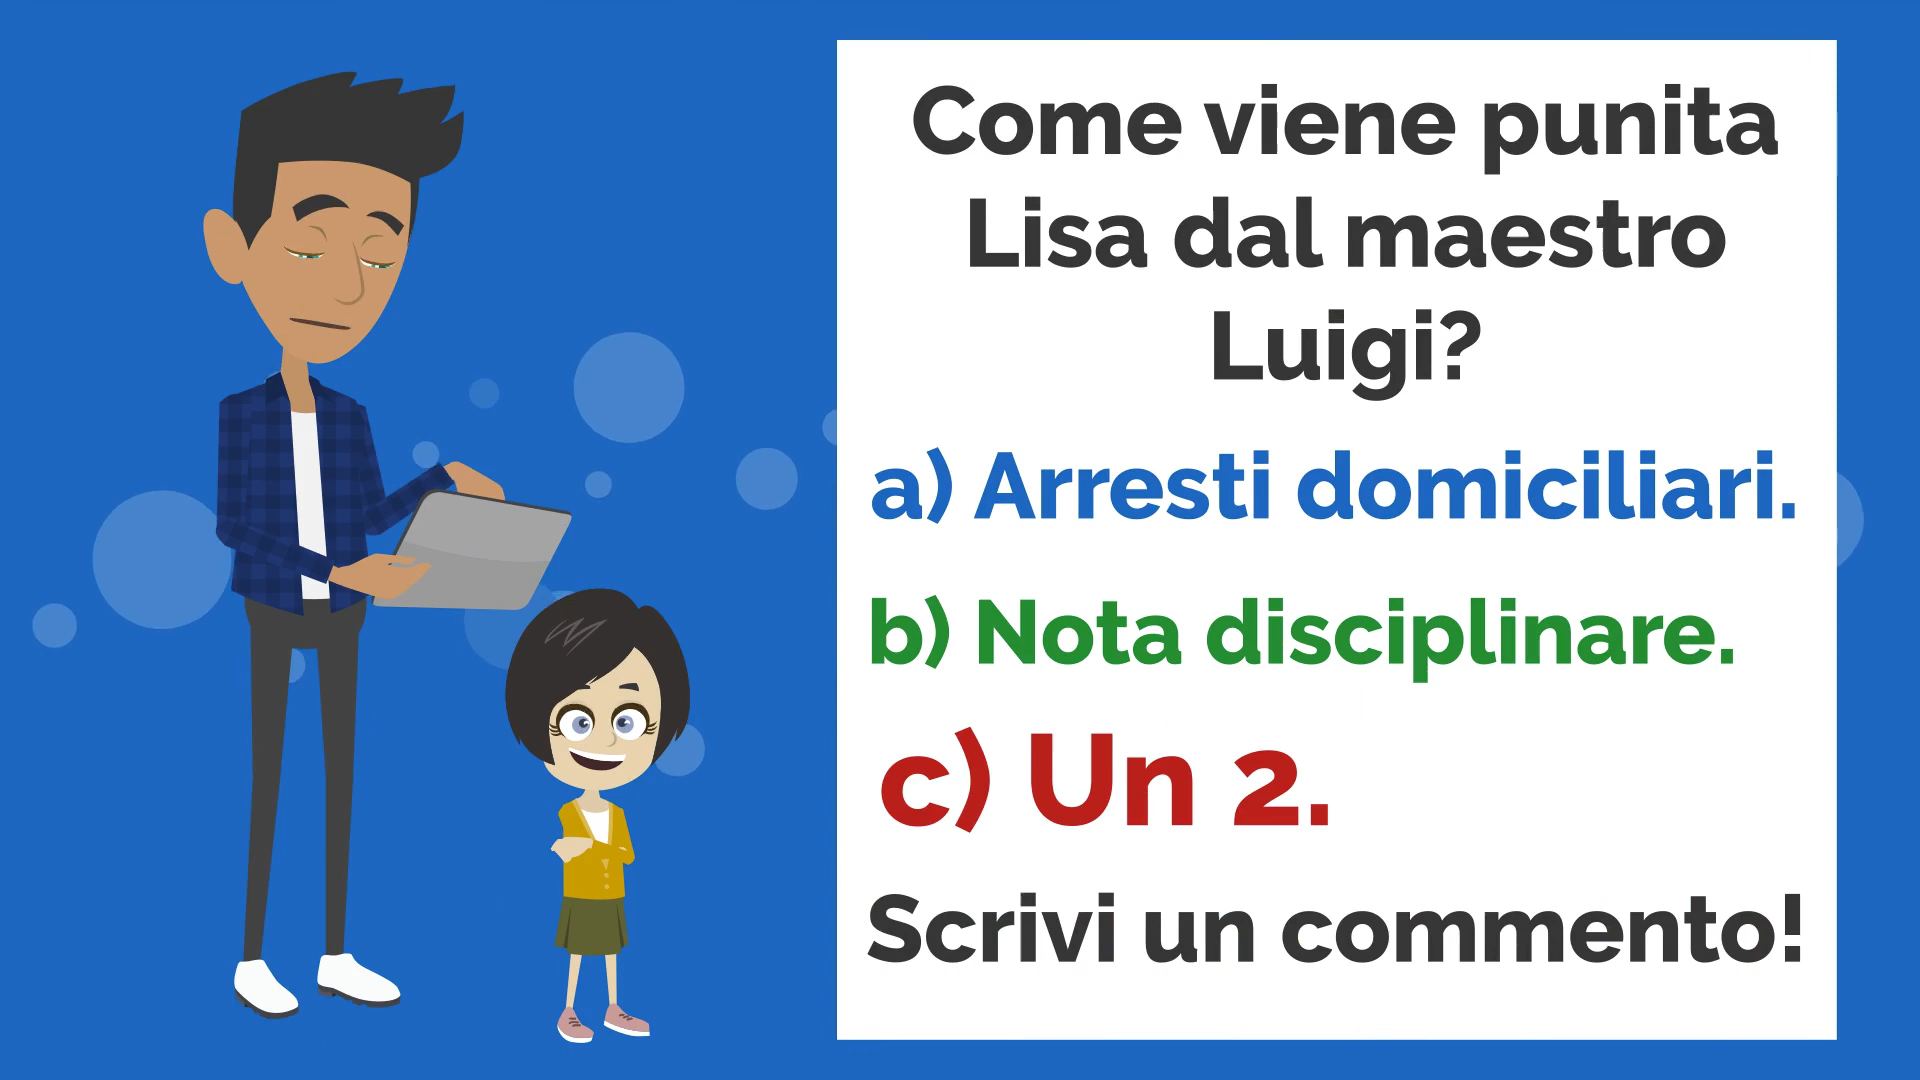 Come viene punita
Lisa dal maestro
Luigi?
a) Arresti domiciliari.
b) Nota disciplinare.
c) Un 2.
Scrivi un commento!